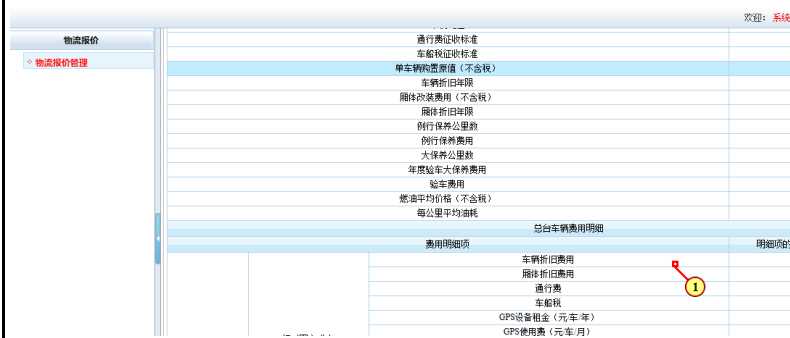 欢迎： 系统
物流报价
物流报价管理
通行费征收标准
车船税征收标准
单车辆购置原值（不含税）
车辆折旧年限
厢体改装费用（不含税）
厢体折旧年限
例行保养公里数
例行保养费用
大保养公里数
年度验车大保养费用
验车费用
燃油平均价格（不含税）
每公里平均油耗
总台车辆费用明细
费用明细项 明细项的
车辆折旧费用
厢体折旧费用
通行费
1
车船税
GPS设备租金（元/车/年）
GPS使用费（元/车/月）